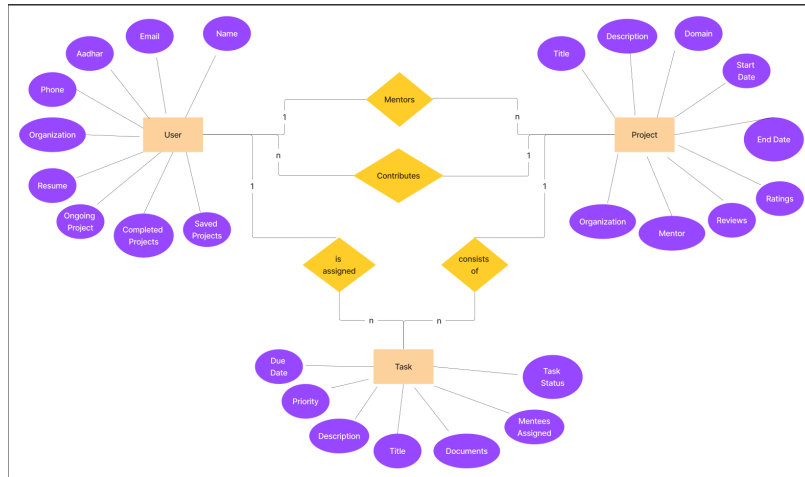 Email
Name
Aadhar
Phone
Organization
User
Resume
Ongoing
Project
Completed
Projects
Saved
Projects
1
Mentors
n
n
Contributes
1
Title
Description
Domain
Start
Date
Project
End Date
Ratings
Reviews
Mentor
Organization
1
is
assigned
n
1
consists
of
n
Task
Due
Date
Priority
Description
Title
Documents
Mentees
Assigned
Task
Status